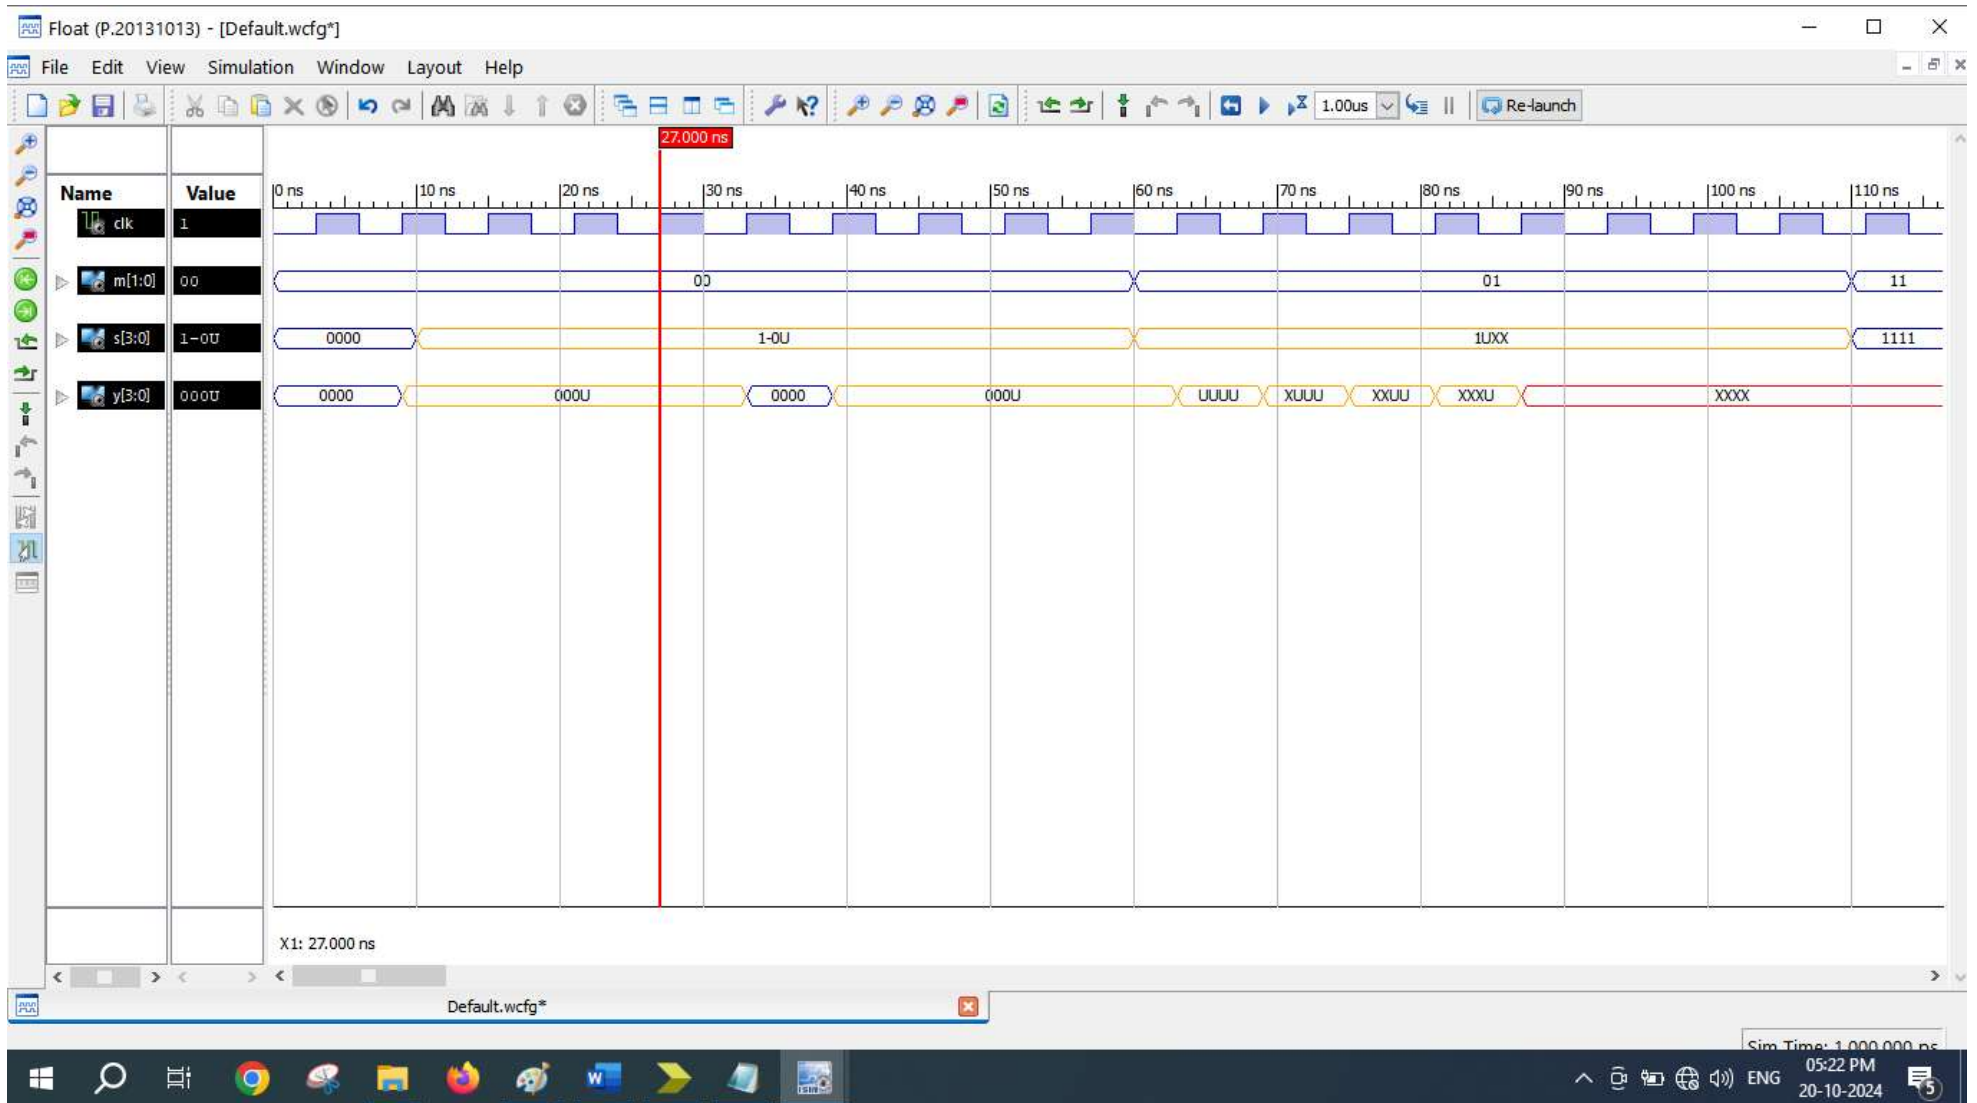 Float (P.20131013) - [Default.wcfg*]
File Edit View Simulation Window Layout Help
1.00us Re-launch
27.000 ns
Name Value 0 ns 10 ns 20 ns 30 ns 40 ns 50 ns 60 ns 70 ns 80 ns 90 ns 100 ns 110 ns
clk 1
m[1:0] 00 00 01 11
s[3:0] 1-0U 0000 1-0U 1UXX 1111
y[3:0] 000U 0000 000U 0000 000U UUUU XUUU XXUU XXXU XXXX
X1: 27.000 ns
Default.wcfg*
Sim Time: 1,000,000 ps
W ISIM ENG 05:22 PM
20-10-2024 5